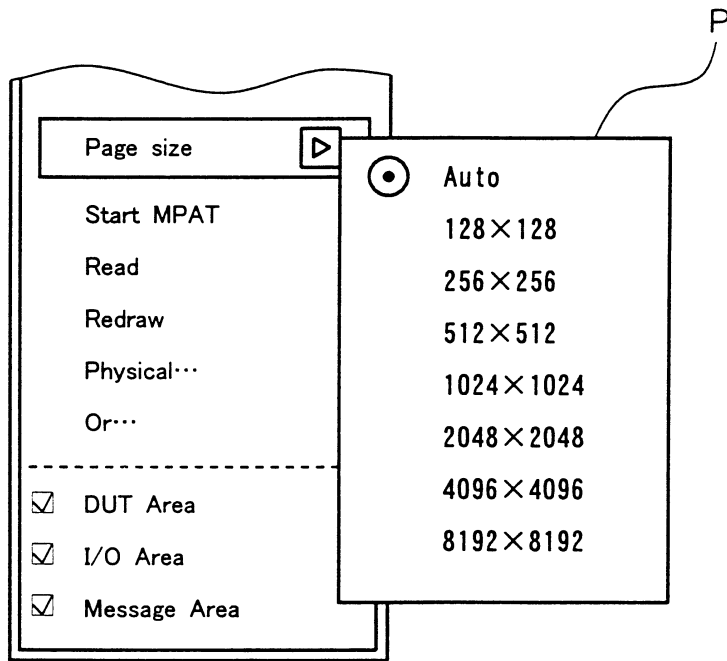 P
Page size
Start MPAT
Read
Redraw
Physical…
Or…
DUT Area
I/O Area
Message Area
Auto
128×128
256×256
512×512
1024×1024
2048×2048
4096×4096
8192×8192